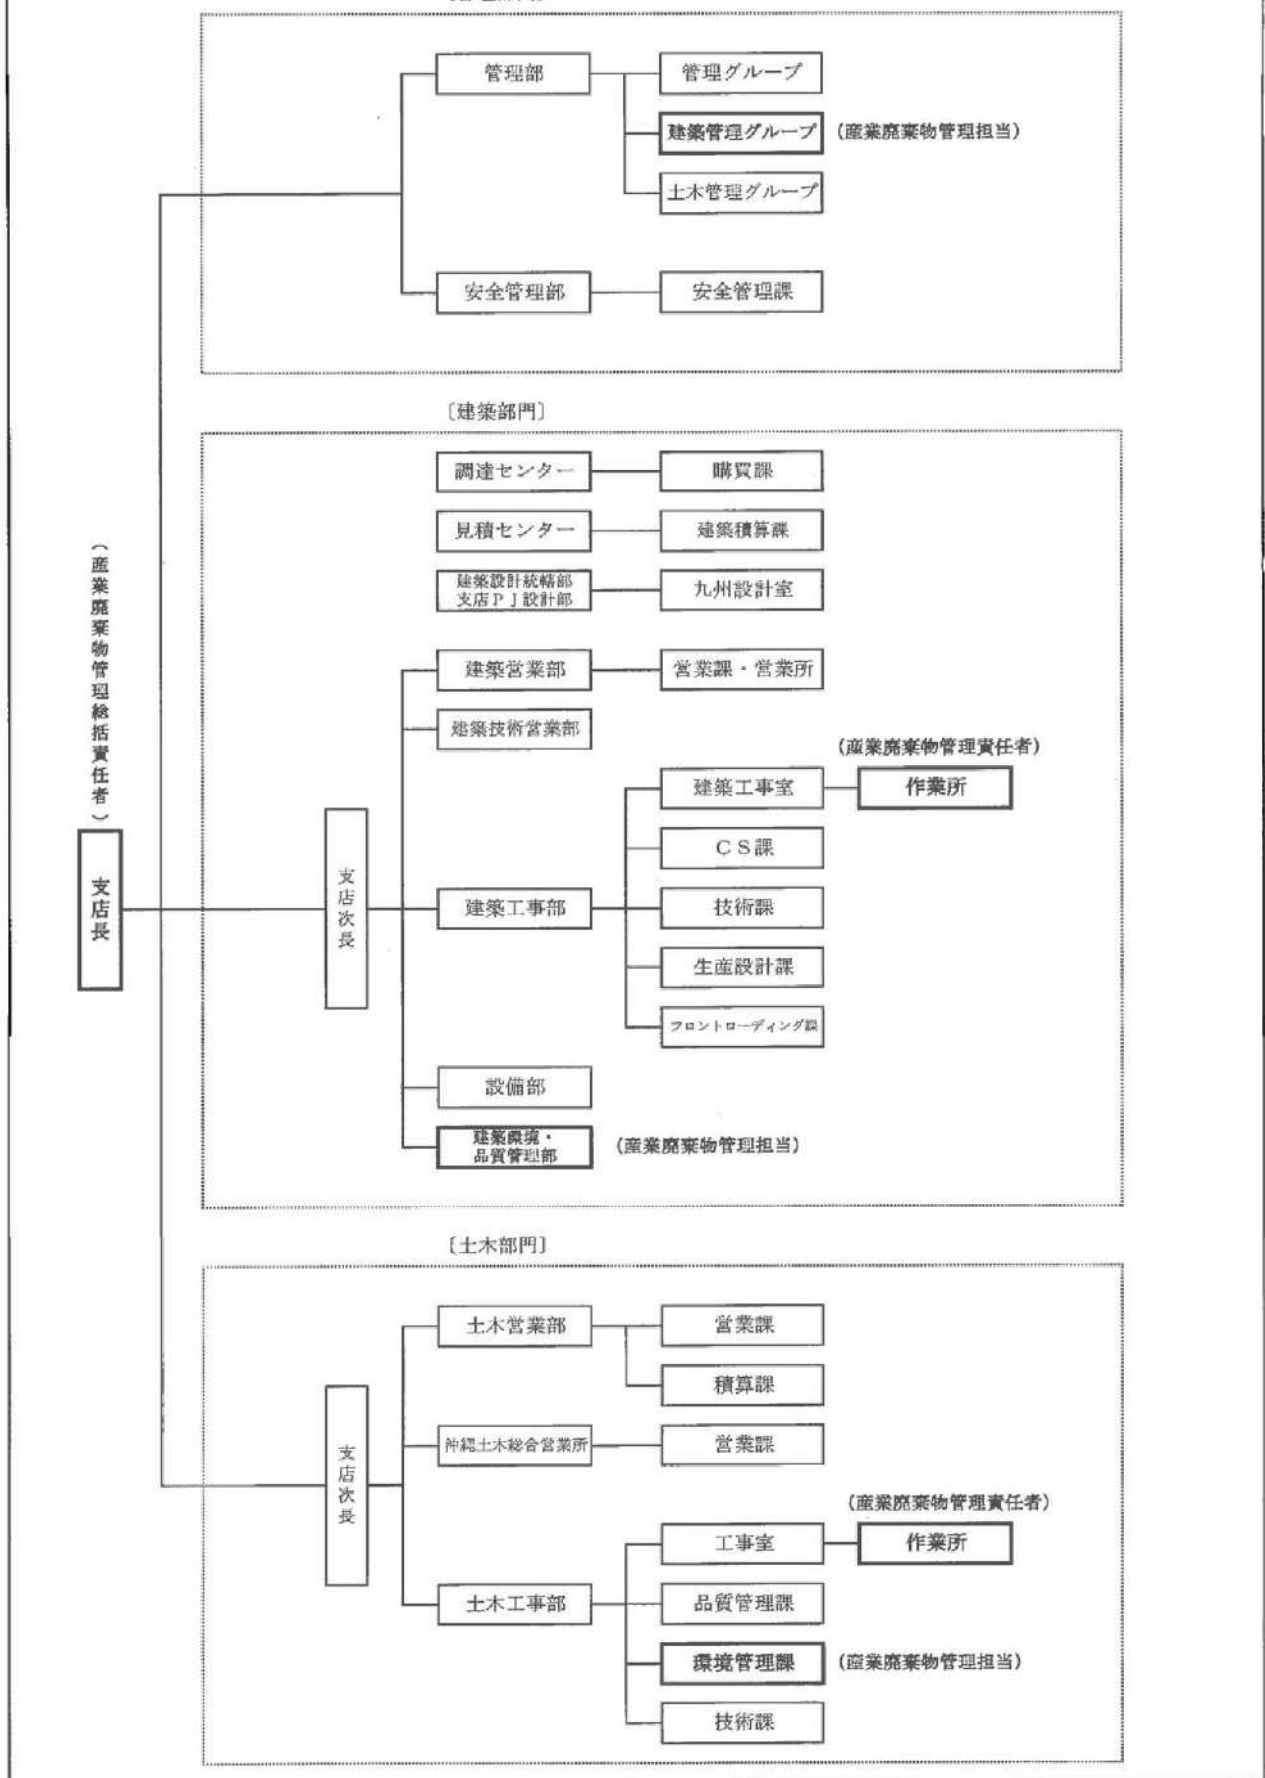 管理部
管理グループ
建築管理グループ
(産業廃棄物管理担当)
土木管理グループ
安全管理部
安全管理課
(産業廃棄物管理総括責任者)
支店長
〔建築部門〕
調達センター
購買課
見積センター
建築積算課
建築設計統轄部
支店PJ設計部
九州設計室
建築営業部
営業課・営業所
建築技術営業部
支店次長
建築工事部
建築工事室
(産業廃棄物管理責任者)
作業所
CS課
技術課
生産設計課
フロントローディング課
設備部
建築環境・
品質管理部
(産業廃棄物管理担当)
〔土木部門〕
支店次長
土木営業部
営業課
積算課
沖縄土木総合営業所
営業課
土木工事部
工事室
(産業廃棄物管理責任者)
作業所
品質管理課
環境管理課
(産業廃棄物管理担当)
技術課